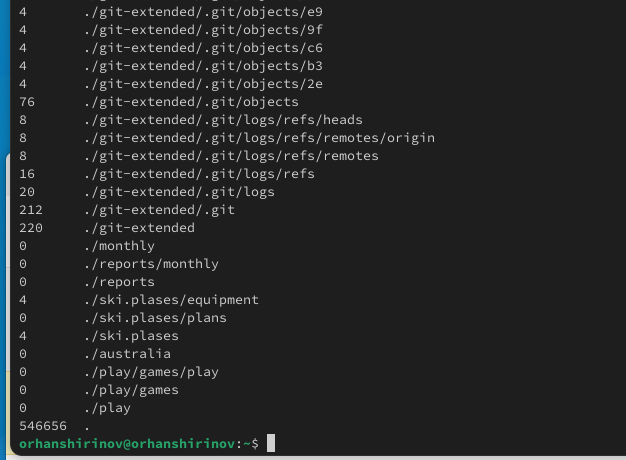 4 ./git-extended/.git/objects/e9
4 ./git-extended/.git/objects/9f
4 ./git-extended/.git/objects/c6
4 ./git-extended/.git/objects/b3
4 ./git-extended/.git/objects/2e
76 ./git-extended/.git/objects
8 ./git-extended/.git/logs/refs/heads
8 ./git-extended/.git/logs/refs/remotes/origin
8 ./git-extended/.git/logs/refs/remotes
16 ./git-extended/.git/logs/refs
20 ./git-extended/.git/logs
212 ./git-extended/.git
220 ./git-extended
0 ./monthly
0 ./reports/monthly
0 ./reports
4 ./ski.plases/equipment
0 ./ski.plases/plans
4 ./ski.plases
0 ./australia
0 ./play/games/play
0 ./play/games
0 ./play
546656 .
orhanshirinov@orhanshirinov:~$